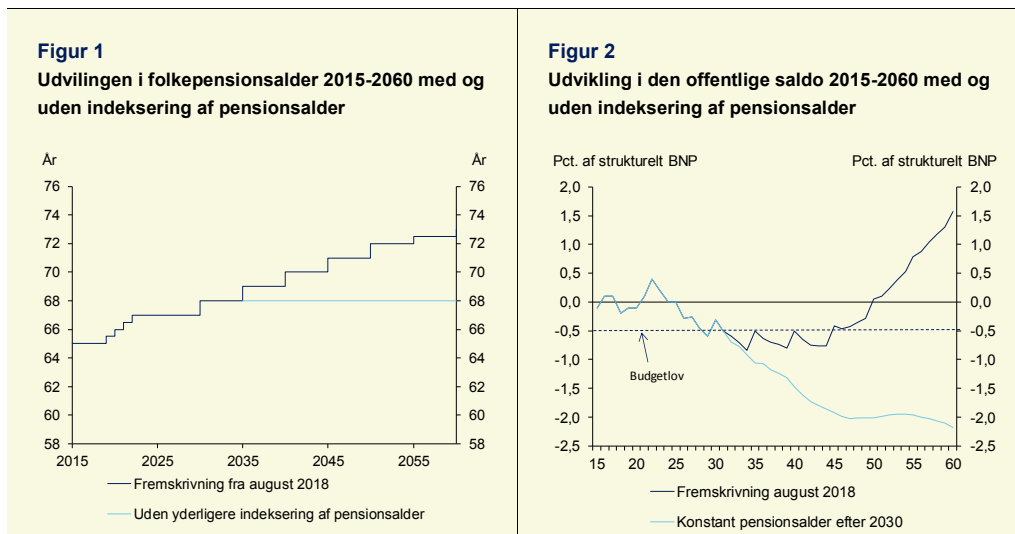 Figur 1
Udvilingen i folkepensionsalder 2015-2060 med og
uden indeksering af pensionsalder
År År
76 76
74 74
72 72
70 70
68 68
66 66
64 64
62 62
60 60
58 58
2015 2025 2035 2045 2055
Fremskrivning fra august 2018
Uden yderligere indeksering af pensionsalder
Figur 2
Udvikling i den offentlige saldo 2015-2060 med og
uden indeksering af pensionsalder
Pct. af strukturelt BNP Pct. af strukturelt BNP
2,0 2,0
1,5 1,5
1,0 1,0
0,5 0,5
0,0 0,0
-0,5 -0,5
-1,0 -1,0
Budgetlov
-1,5 -1,5
-2,0 -2,0
-2,5 -2,5
15 20 25 30 35 40 45 50 55 60
Fremskrivning august 2018
Konstant pensionsalder efter 2030